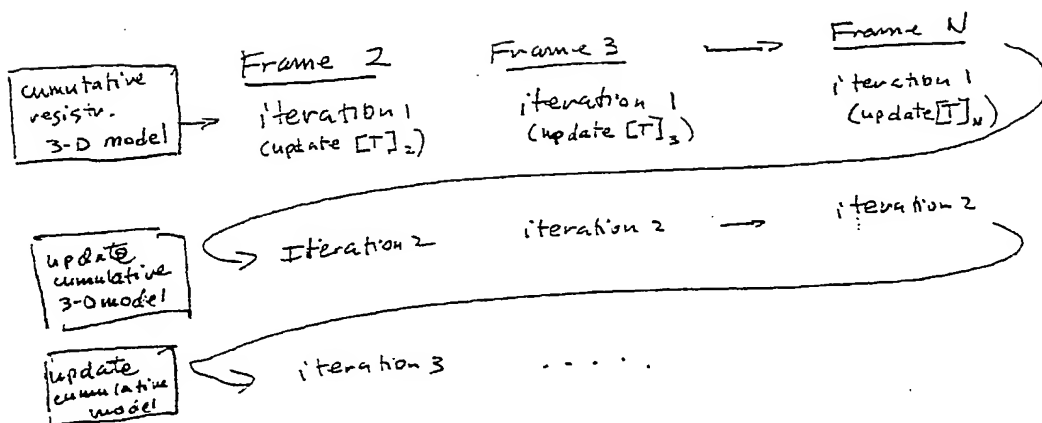 Frame 2 Frame 3 → Frame N
cumutative
registr.
3-D model
→ iteration 1
(update [T]₂)
iteration 1
(update [T]₃)
iteration 1
(update [T]N)
update
cumulative
3-D model
Iteration 2 iteration 2 → iteration 2
update
cumulative
model
iteration 3 . . . . .